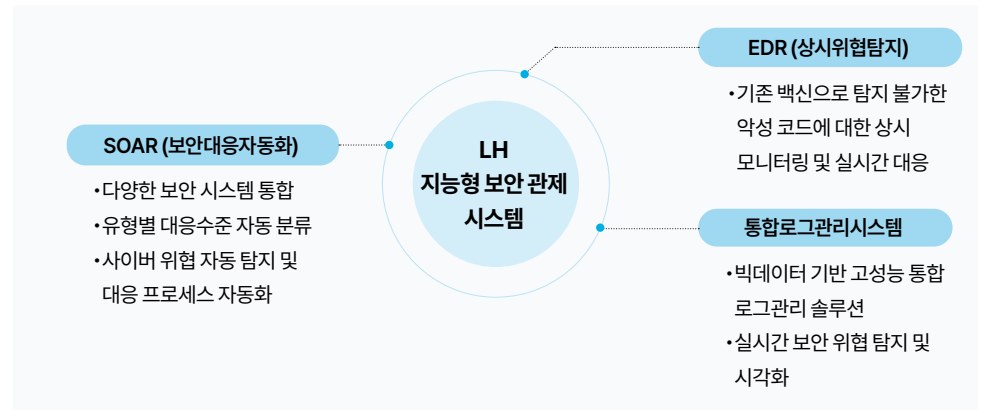 LH
지능형 보안 관제
시스템
SOAR (보안대응자동화)
•다양한 보안 시스템 통합
•유형별 대응수준 자동 분류
•사이버 위협 자동 탐지 및
대응 프로세스 자동화
EDR (상시위협탐지)
•기존 백신으로 탐지 불가한
악성 코드에 대한 상시
모니터링 및 실시간 대응
통합로그관리시스템
•빅데이터 기반 고성능 통합
로그관리 솔루션
•실시간 보안 위협 탐지 및
시각화